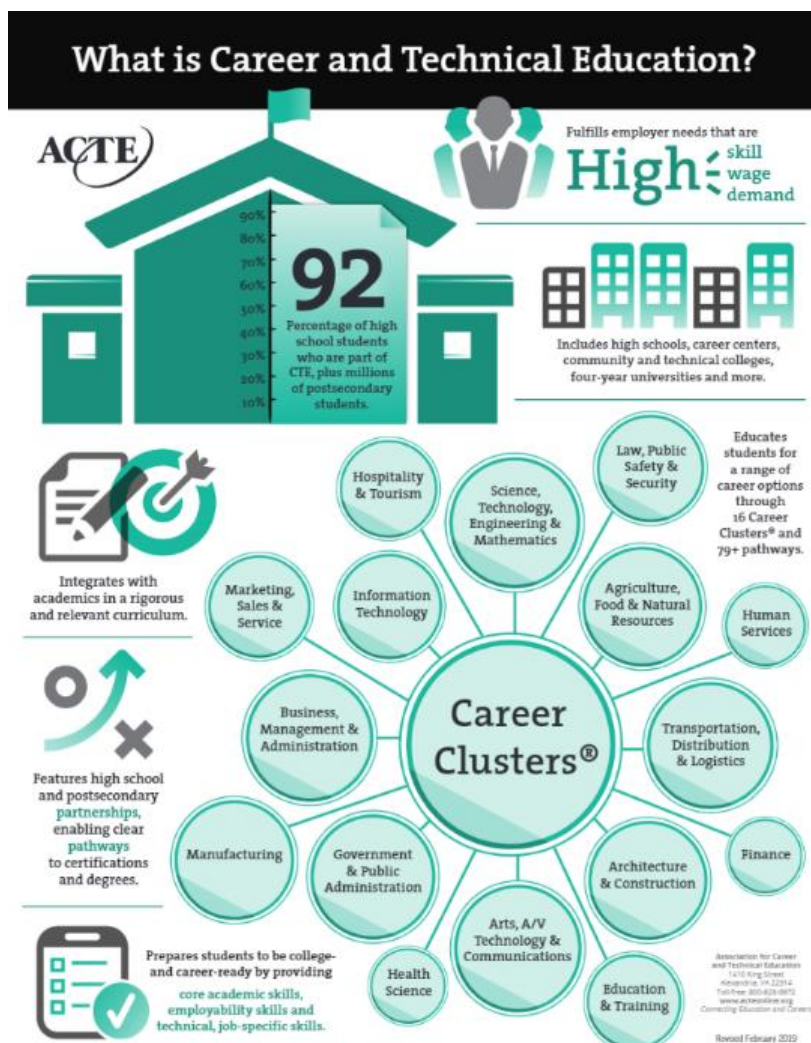 What is Career and Technical Education?
ACTE
Fulfills employer needs that are
High
skill
wage
demand
90%
80%
70%
60%
50%
40%
30%
20%
10%
92
Percentage of high
school students
who are part of
CTE, plus millions
of postsecondary
students.
Includes high schools, career centers,
community and technical colleges,
four-year universities and more.
Integrates with
academics in a rigorous
and relevant curriculum.
Features high school
and postsecondary
partnerships,
enabling clear
pathways
to certifications
and degrees.
Prepares students to be college-
and career-ready by providing
core academic skills,
employability skills and
technical, job-specific skills.
Educates
students for
a range of
career options
through
16 Career
Clusters® and
79+ pathways.
Career
Clusters®
Hospitality
& Tourism
Science,
Technology,
Engineering &
Mathematics
Law, Public
Safety &
Security
Marketing,
Sales &
Service
Information
Technology
Agriculture,
Food & Natural
Resources
Human
Services
Business,
Management &
Administration
Transportation,
Distribution
& Logistics
Manufacturing
Government
& Public
Administration
Architecture
& Construction
Finance
Arts, A/V
Technology &
Communications
Health
Science
Education
& Training
Association for Career
and Technical Education
1410 King Street
Alexandria, VA 22314
Toll-free: 800-826-9972
www.acteonline.org
Connecting Education and Careers
Revised February 2019